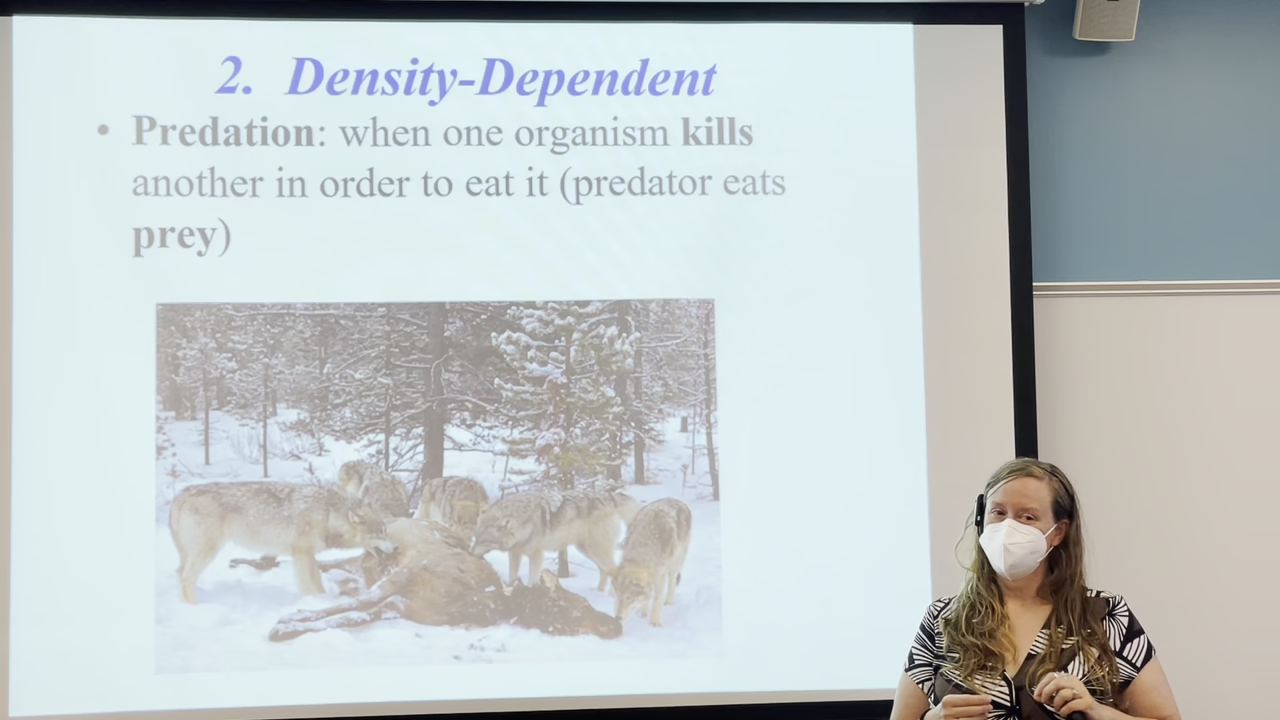 2. Density-Dependent
• Predation: when one organism kills
another in order to eat it (predator eats
prey)